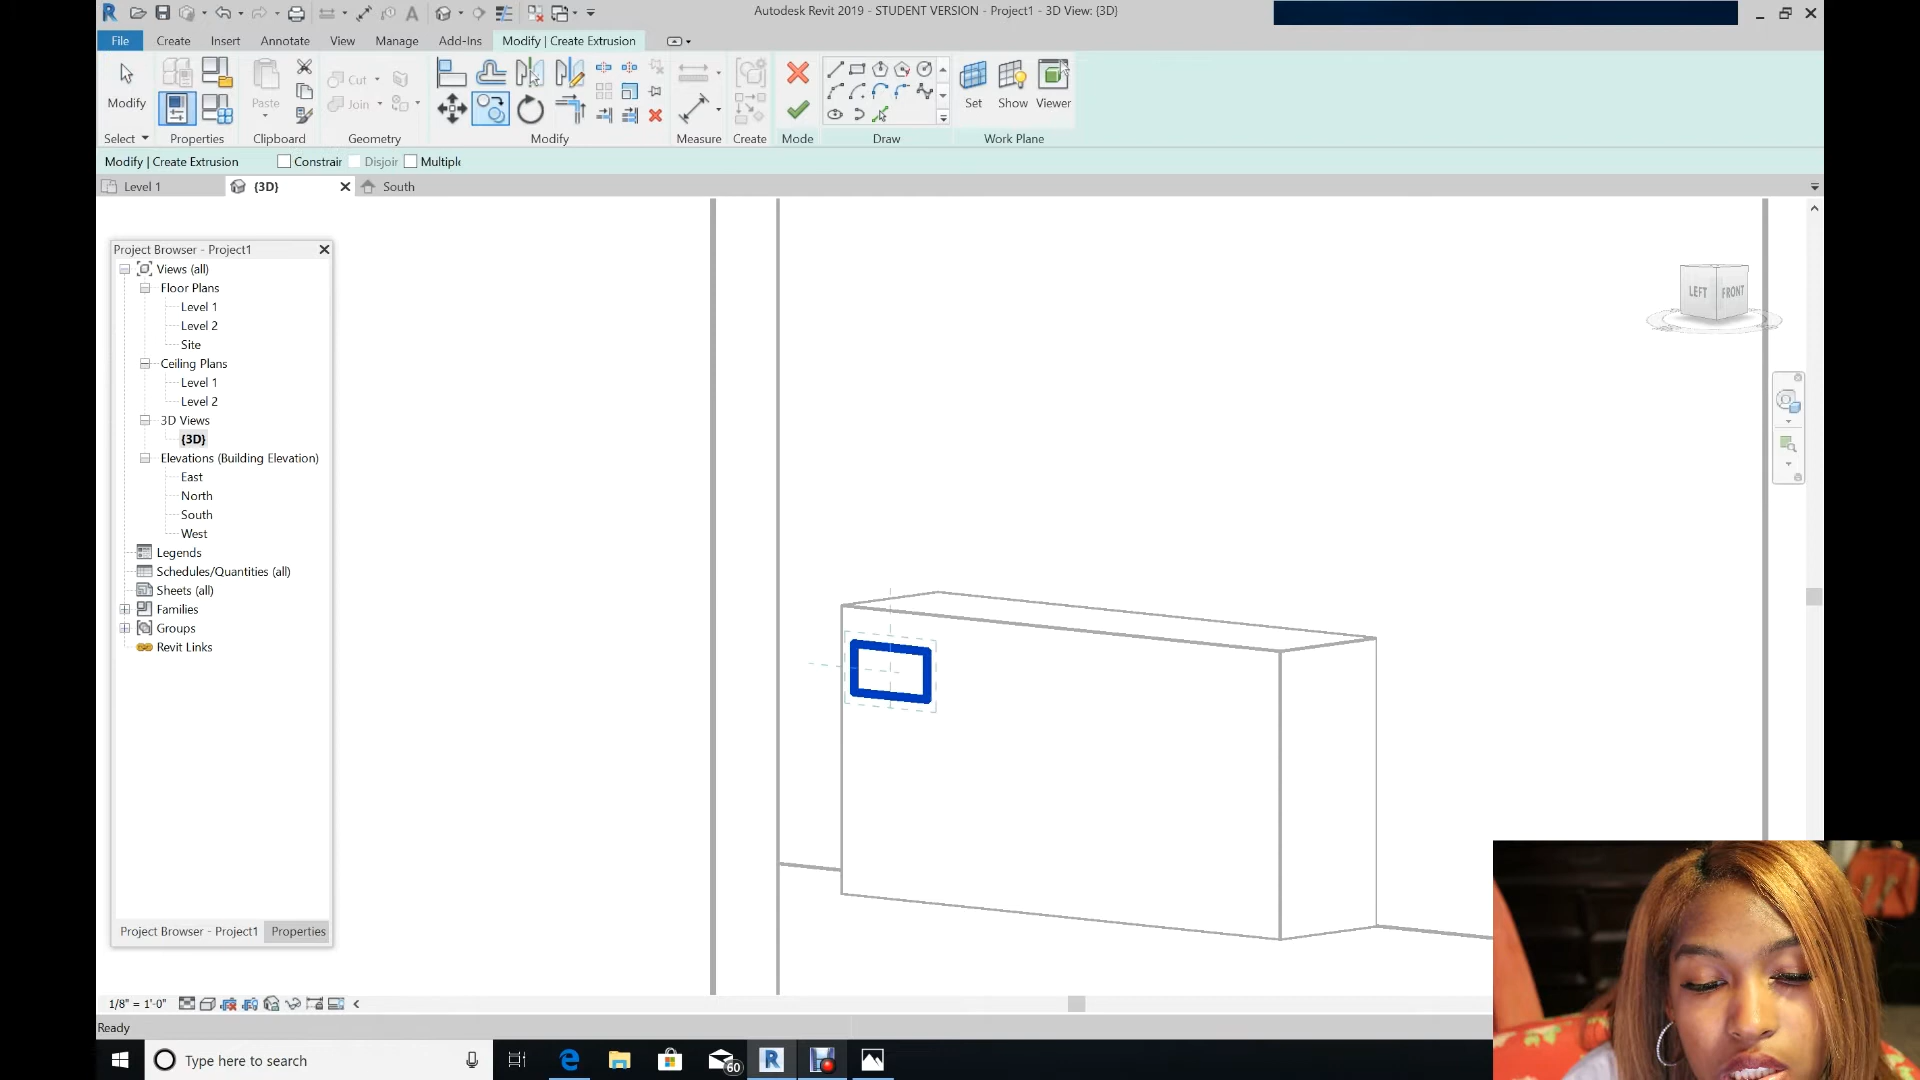 Autodesk Revit 2019 - STUDENT VERSION - Project1 - 3D View: {3D}
File Create Insert Annotate View Manage Add-Ins Modify | Create Extrusion
Modify Paste Cut Join Set Show Viewer
Select Properties Clipboard Geometry Modify Measure Create Mode Draw Work Plane
Modify | Create Extrusion Constrair Disjoir Multiple
Level 1 {3D} South
Project Browser - Project1
Views (all)
Floor Plans
Level 1
Level 2
Site
Ceiling Plans
Level 1
Level 2
3D Views
{3D}
Elevations (Building Elevation)
East
North
South
West
Legends
Schedules/Quantities (all)
Sheets (all)
Families
Groups
Revit Links
Project Browser - Project1 Properties
LEFT FRONT
1/8" = 1'-0"
Ready
Type here to search
60